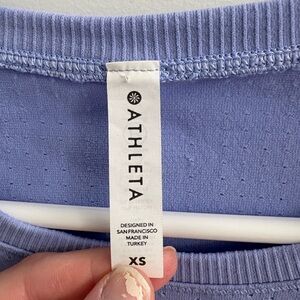 ATHLETA
DESIGNED IN
SAN FRANCISCO
MADE IN
TURKEY
XS